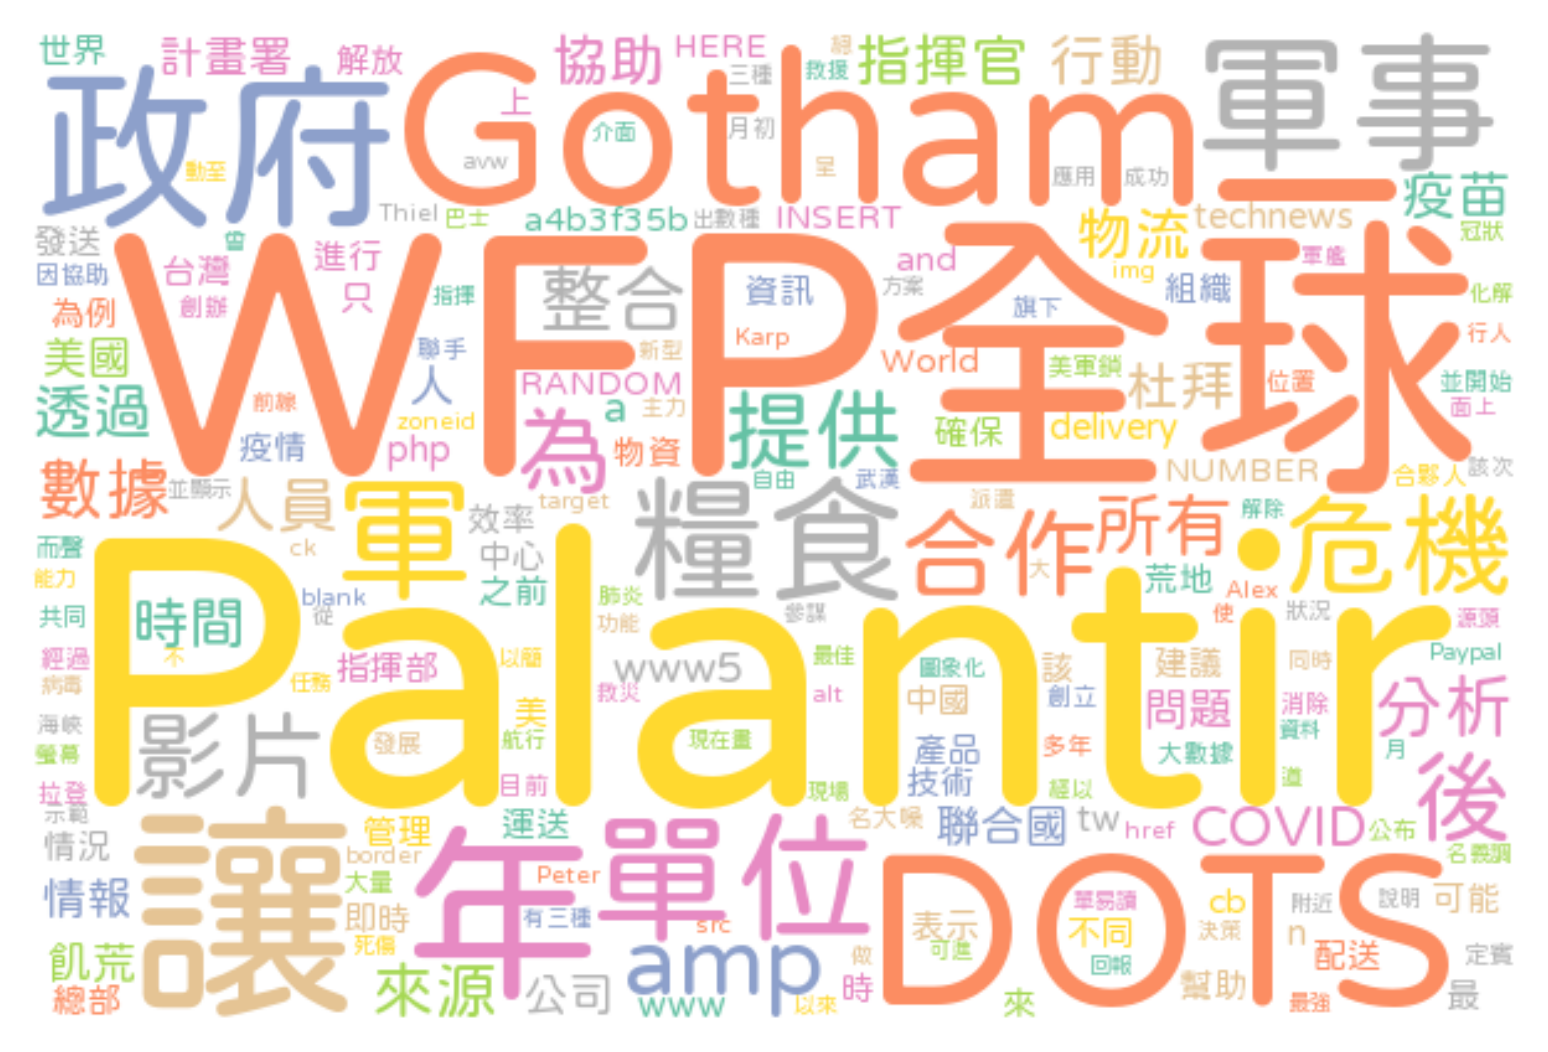 世界 計畫署 解放 協助 HERE 三種 經 救援 指揮官 行動 軍事
政府 Gotham
上 介面 月初 avw 呈 應用 成功 疫苗
動至 Thiel 巴士 a4b3f35b 出數種 INSERT 物流 technews 冠狀
發送 曾 台灣 進行 and img 軍艦
WFP全球
因協助 創辦 只 指揮 整合 資訊 方案 旗下 組織 化解
為例 聯手 新型 Karp World 行人
美國 人 RANDOM 美軍鎖 杜拜 位置 並開始
透過 前線 zoneid a 主力 提供 確保 delivery 面上
疫情 php 為 物資
數據 並顯示 人員 軍 target 自由 武漢 NUMBER 合夥人 該次
效率 糧食 派遣 合作 所有 解除 危機
而聲 ck 中心 大
能力 blank 之前 肺炎 荒地 Alex
共同 時間 從 功能 參謀 使 狀況 源頭
Palantir
經過 不 指揮部 以簡 www5 最佳 圖象化 該 建議 同時 Paypal
病毒 任務 救災 alt 中國 創立 問題 消除 分析
海峽 影片 美 資料
螢幕 發展 航行 現在畫 產品 多年 大數據 月
拉登 目前 現場 技術 經以 道 後
示範 讓 管理 運送 單位 名大噪 聯合國 tw href COVID 公布
情況 border 年 名義調
情報 大量 Peter DOTS
即時 有三種 src 表示 單易讀 cb 附近 說明 可能
飢荒 死傷 amp 做 可進 不同 決策 n 配送 定賓
總部 來源 公司 www 以來 時 來 回報 幫助 最強 最